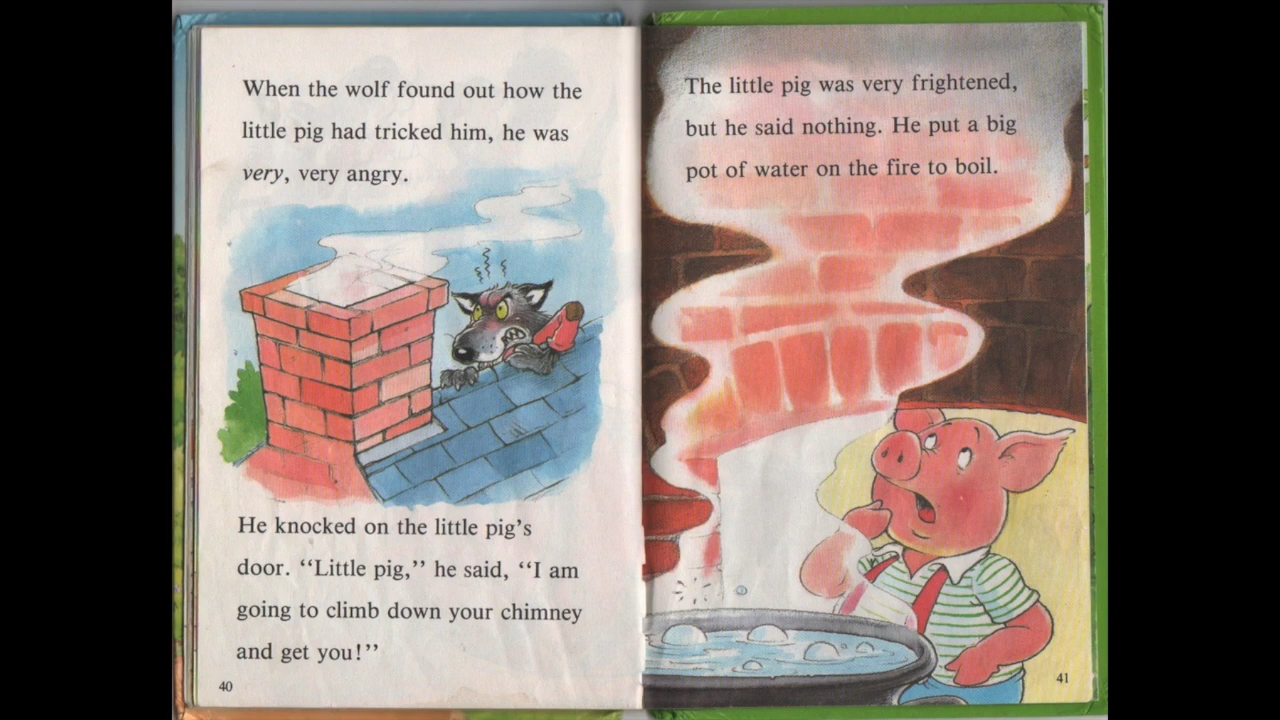 When the wolf found out how the
little pig had tricked him, he was
very, very angry.
He knocked on the little pig's
door. “Little pig,” he said, “I am
going to climb down your chimney
and get you!”
40
The little pig was very frightened,
but he said nothing. He put a big
pot of water on the fire to boil.
41